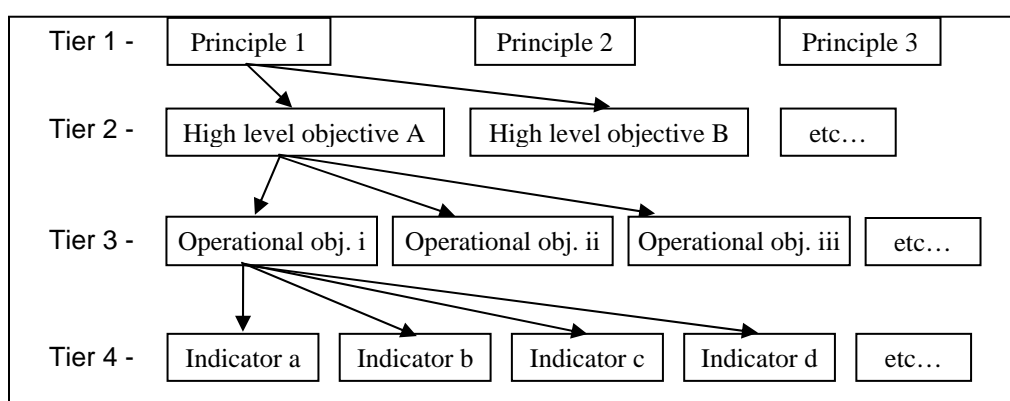 Tier 1 - Principle 1 Principle 2 Principle 3
Tier 2 - High level objective A High level objective B etc…
Tier 3 - Operational obj. i Operational obj. ii Operational obj. iii etc…
Tier 4 - Indicator a Indicator b Indicator c Indicator d etc…